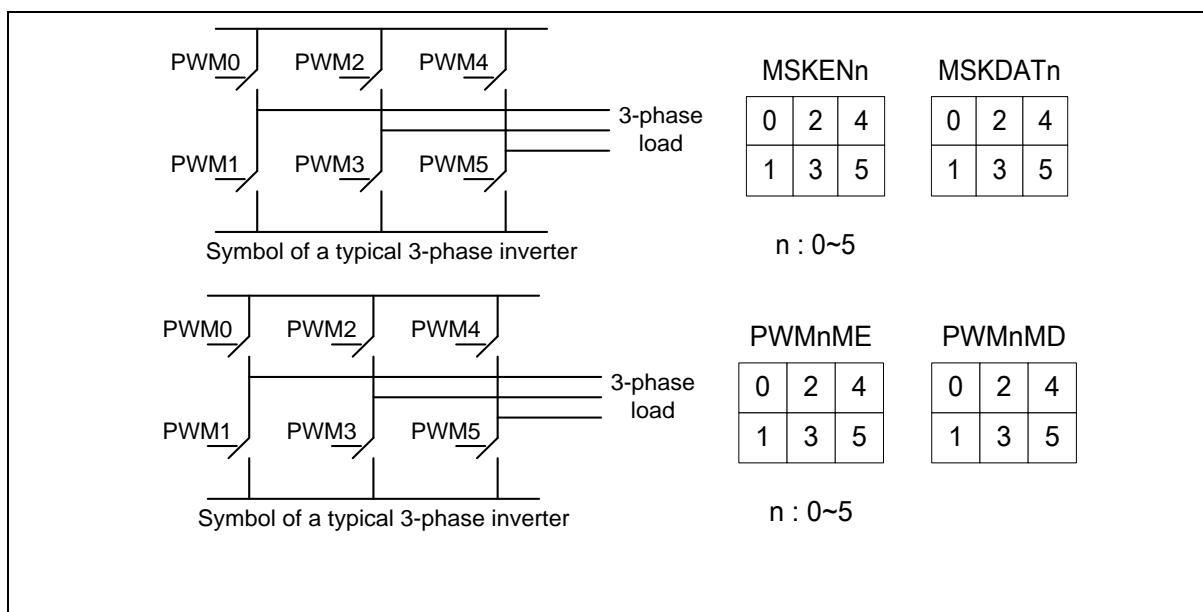 PWM0 PWM2 PWM4
3-phase
load
PWM1 PWM3 PWM5
Symbol of a typical 3-phase inverter
MSKENn MSKDATn
0 2 4 0 2 4
1 3 5 1 3 5
n : 0~5
PWM0 PWM2 PWM4
3-phase
load
PWM1 PWM3 PWM5
Symbol of a typical 3-phase inverter
PWMnME PWMnMD
0 2 4 0 2 4
1 3 5 1 3 5
n : 0~5